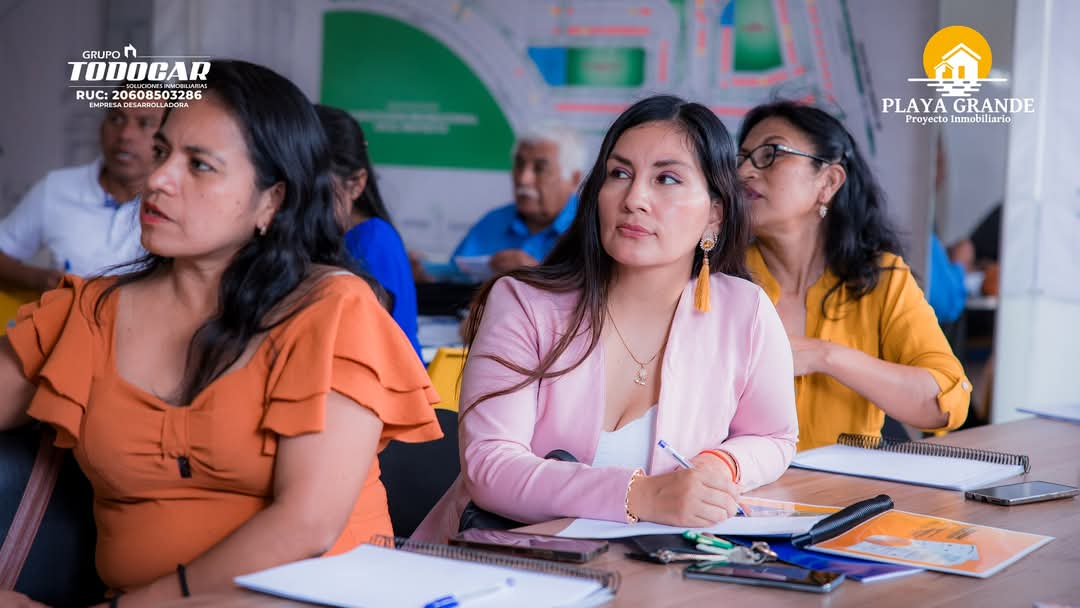 GRUPO
TODOCAR
SOLUCIONES INMOBILIARIAS
RUC: 20608503286
EMPRESA DESARROLLADORA
PLAYA GRANDE
Proyecto Inmobiliario